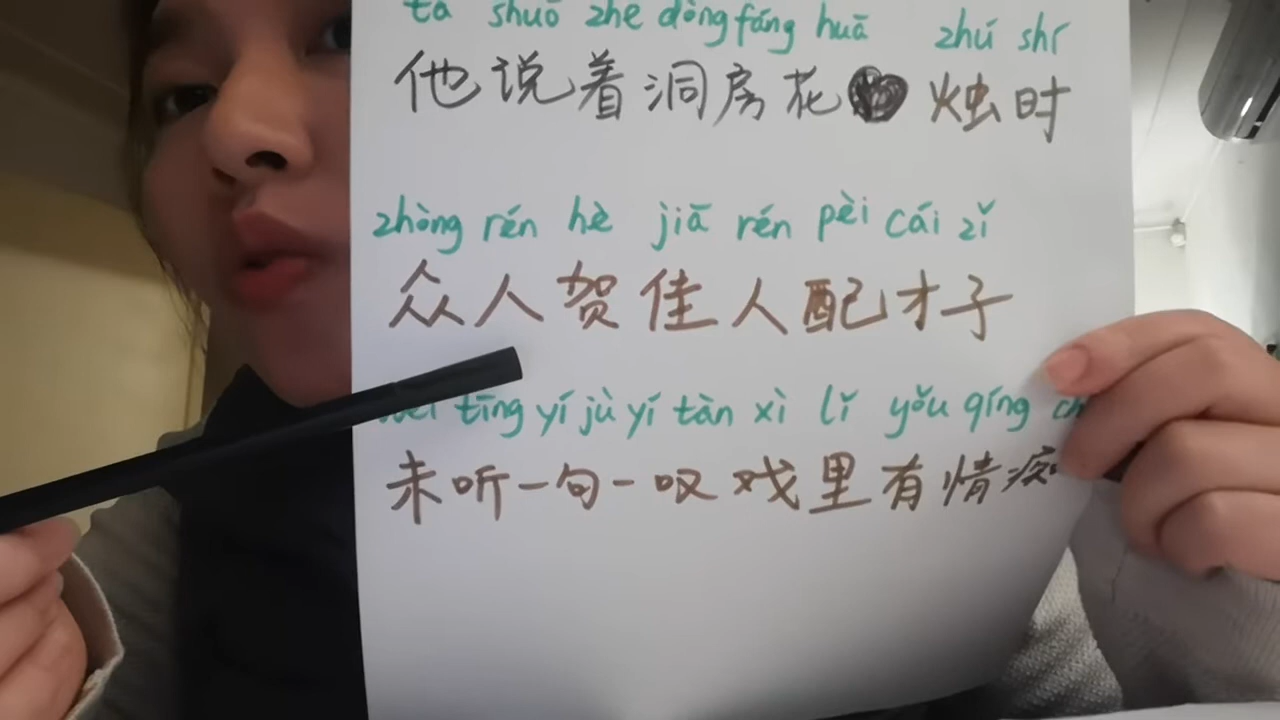 tā shuō zhe dòng fáng huā zhú shí
他说着洞房花 烛时
zhòng rén hè jiā rén pèi cái zǐ
众人贺佳人配才子
tīng yí jù yí tàn xì lǐ yǒu qíng
未听一句一叹戏里有情痴